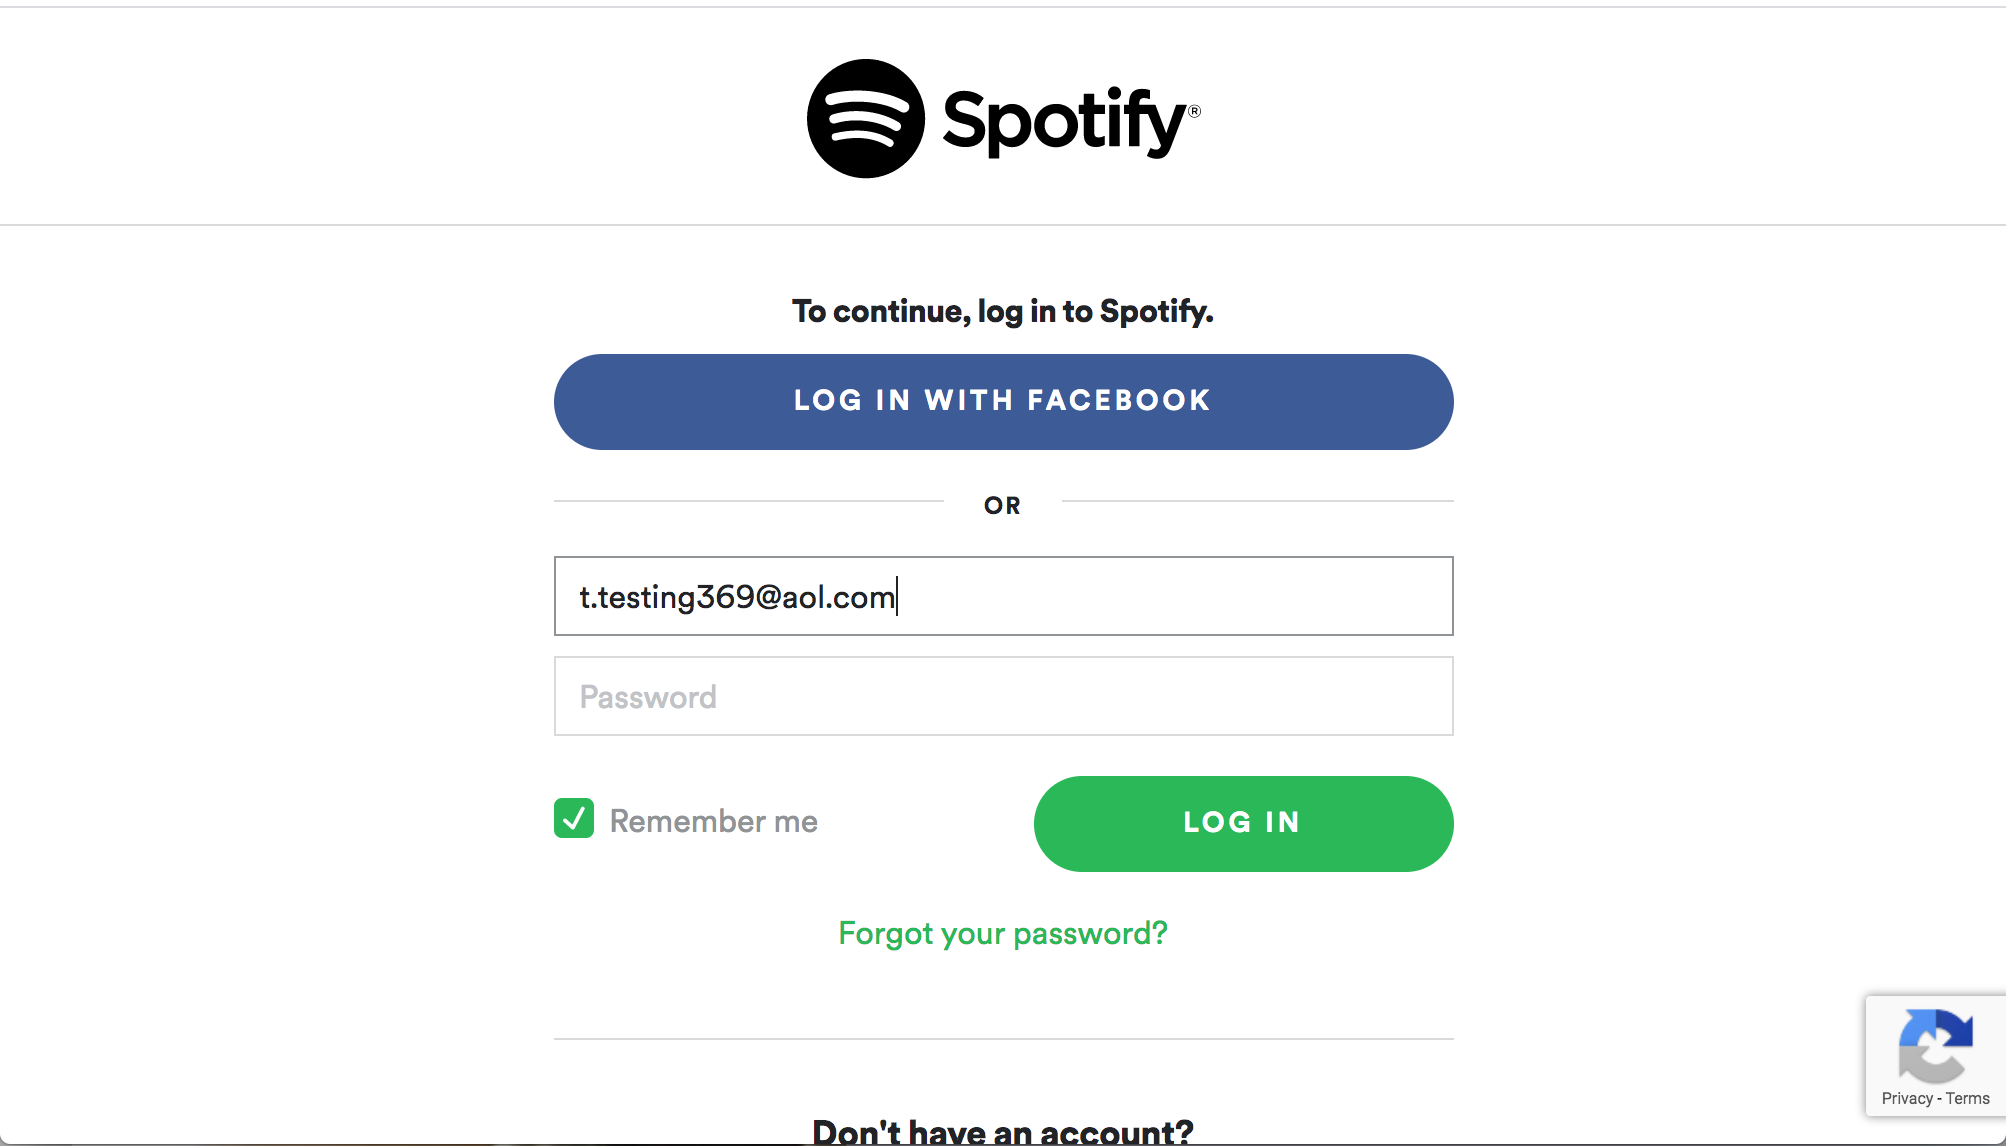 Spotify®
To continue, log in to Spotify.
LOG IN WITH FACEBOOK
OR
t.testing369@aol.com
Password
Remember me
LOG IN
Forgot your password?
Privacy - Terms
Don't have an account?